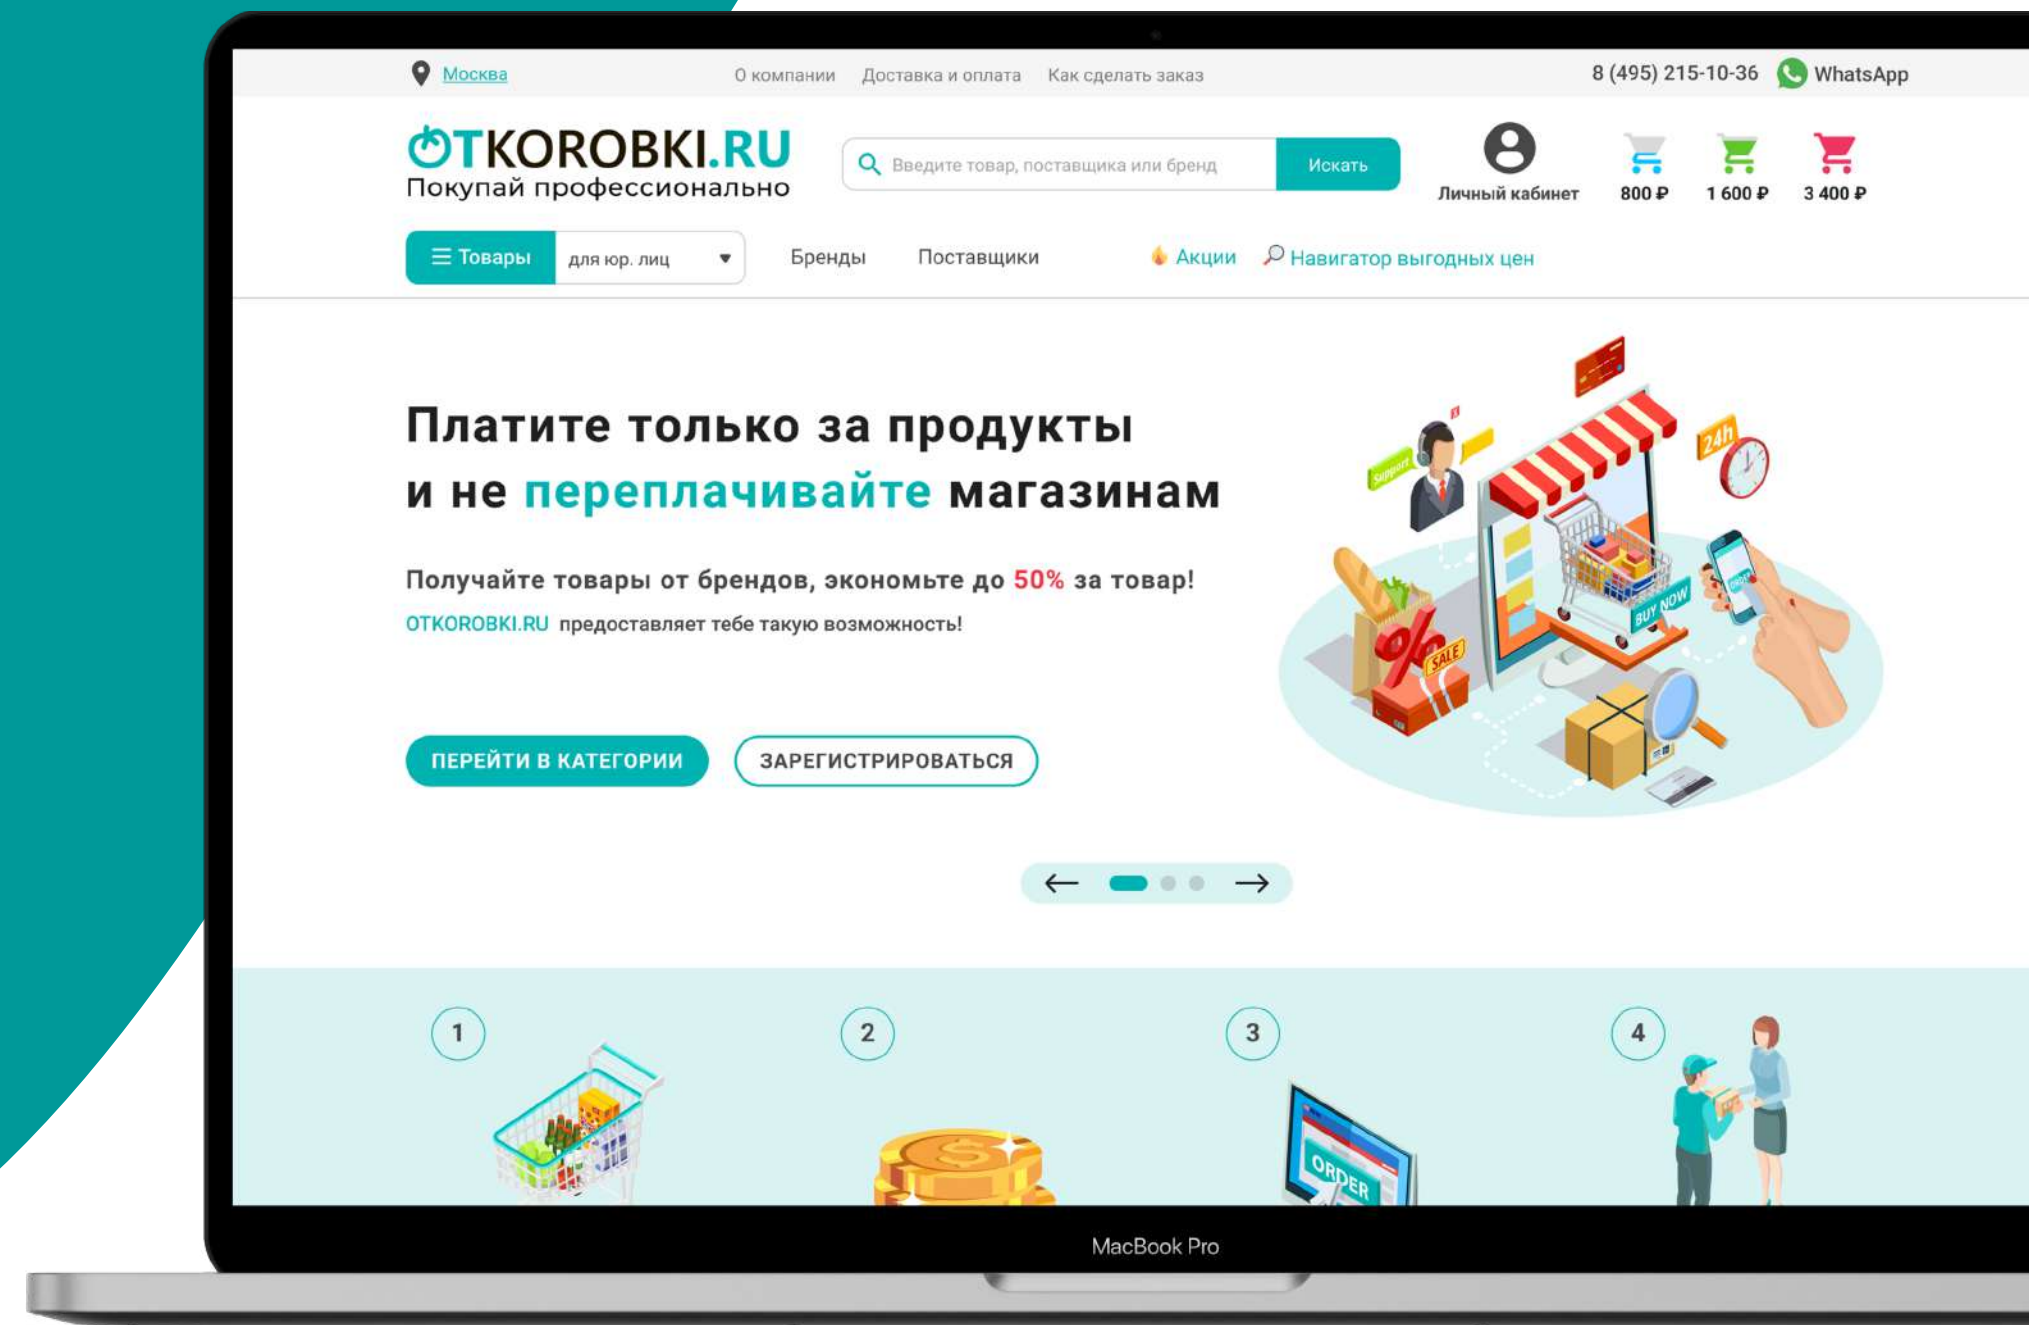 Москва
О компании Доставка и оплата Как сделать заказ
8 (495) 215-10-36 WhatsApp
OTKOROBKI.RU
Покупай профессионально
Введите товар, поставщика или бренд
Искать
Личный кабинет
800 ₽
1 600 ₽
3 400 ₽
Товары
для юр. лиц
Бренды
Поставщики
Акции
Навигатор выгодных цен
Платите только за продукты
и не переплачивайте магазинам
Получайте товары от брендов, экономьте до 50% за товар!
OTKOROBKI.RU предоставляет тебе такую возможность!
ПЕРЕЙТИ В КАТЕГОРИИ
ЗАРЕГИСТРИРОВАТЬСЯ
Support
24h
ORDER
BUY NOW
SALE
1
2
3
4
ORDER
MacBook Pro